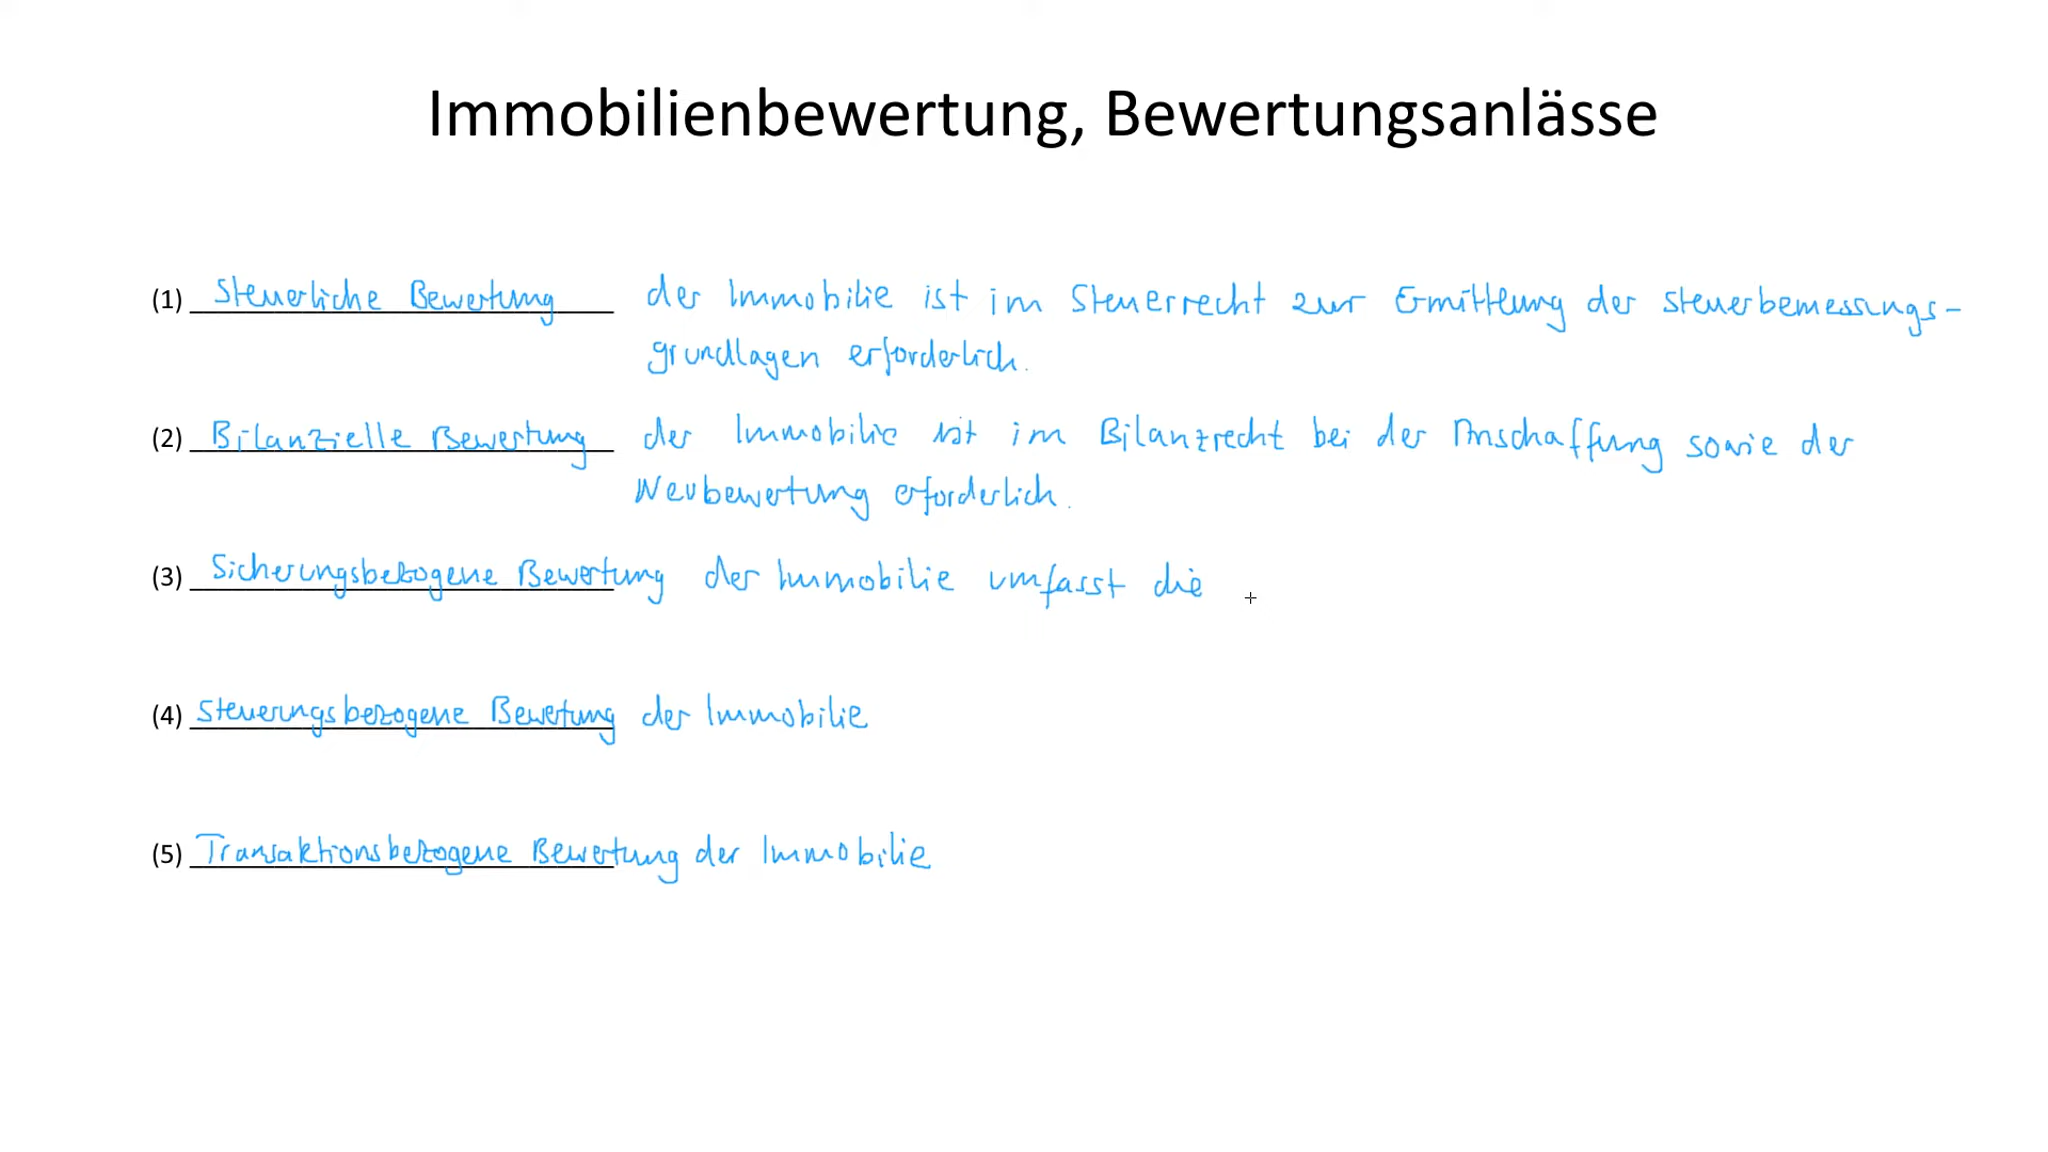 Immobilienbewertung, Bewertungsanlässe
(1) Steuerliche Bewertung der Immobilie ist im Steuerrecht zur Ermittlung der Steuerbemessungs-
grundlagen erforderlich.
(2) Bilanzielle Bewertung der Immobilie ist im Bilanzrecht bei der Anschaffung sowie der
Neubewertung erforderlich.
(3) Sicherungsbezogene Bewertung der Immobilie umfasst die
(4) Steuerungsbezogene Bewertung der Immobilie
(5) Transaktionsbezogene Bewertung der Immobilie